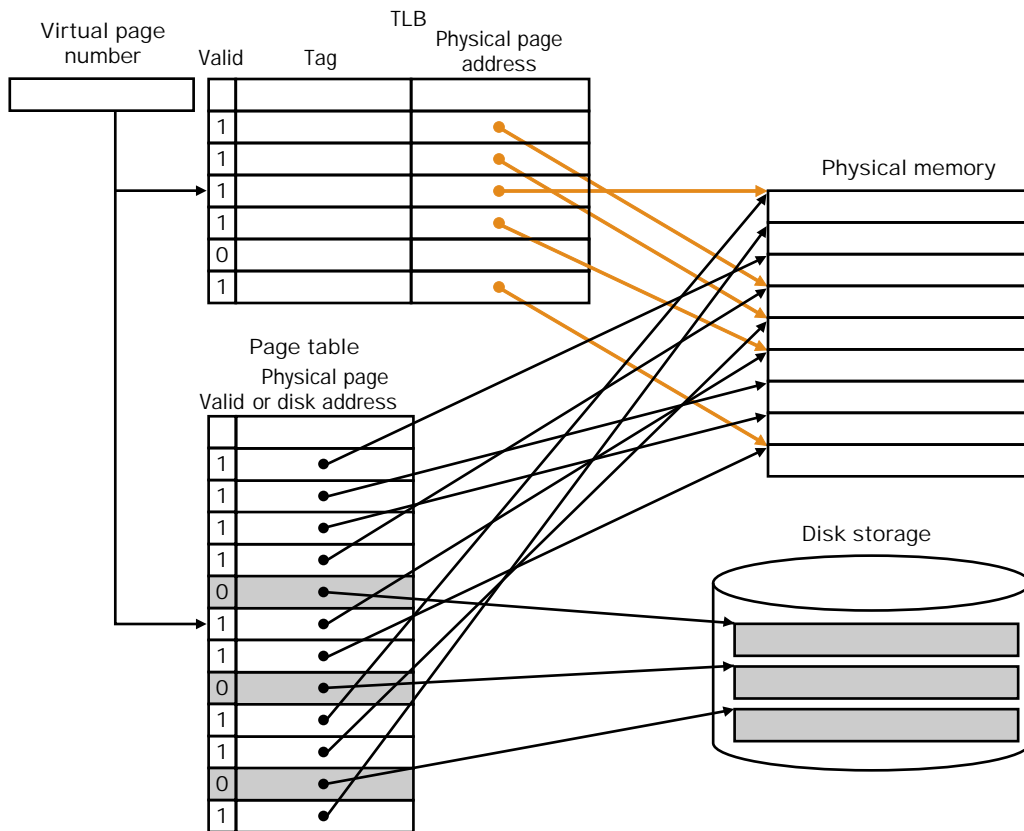 TLB
Virtual page
number
Valid
Tag
Physical page
address
1
1
1
1
0
1
Physical memory
Page table
Physical page
Valid or disk address
1
1
1
1
0
1
1
0
1
1
0
1
Disk storage